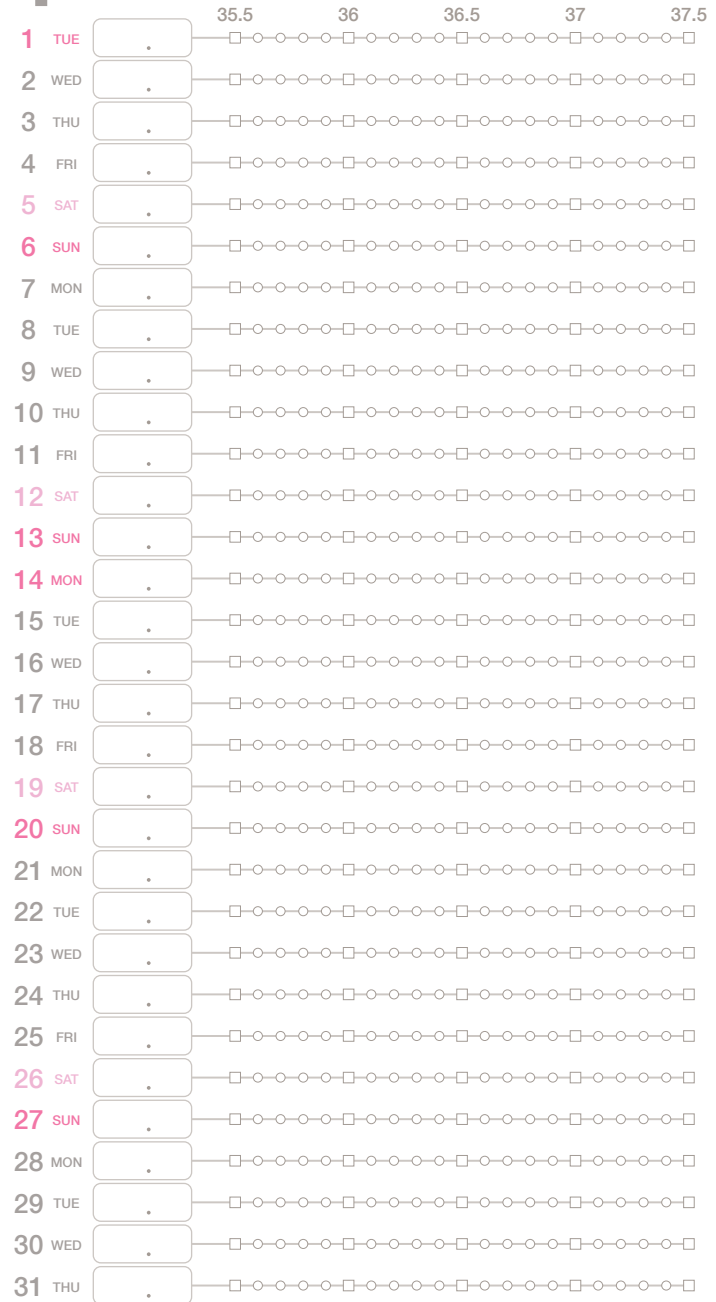 35.5 36 36.5 37 37.5
1 TUE .
2 WED .
3 THU .
4 FRI .
5 SAT .
6 SUN .
7 MON .
8 TUE .
9 WED .
10 THU .
11 FRI .
12 SAT .
13 SUN .
14 MON .
15 TUE .
16 WED .
17 THU .
18 FRI .
19 SAT .
20 SUN .
21 MON .
22 TUE .
23 WED .
24 THU .
25 FRI .
26 SAT .
27 SUN .
28 MON .
29 TUE .
30 WED .
31 THU .